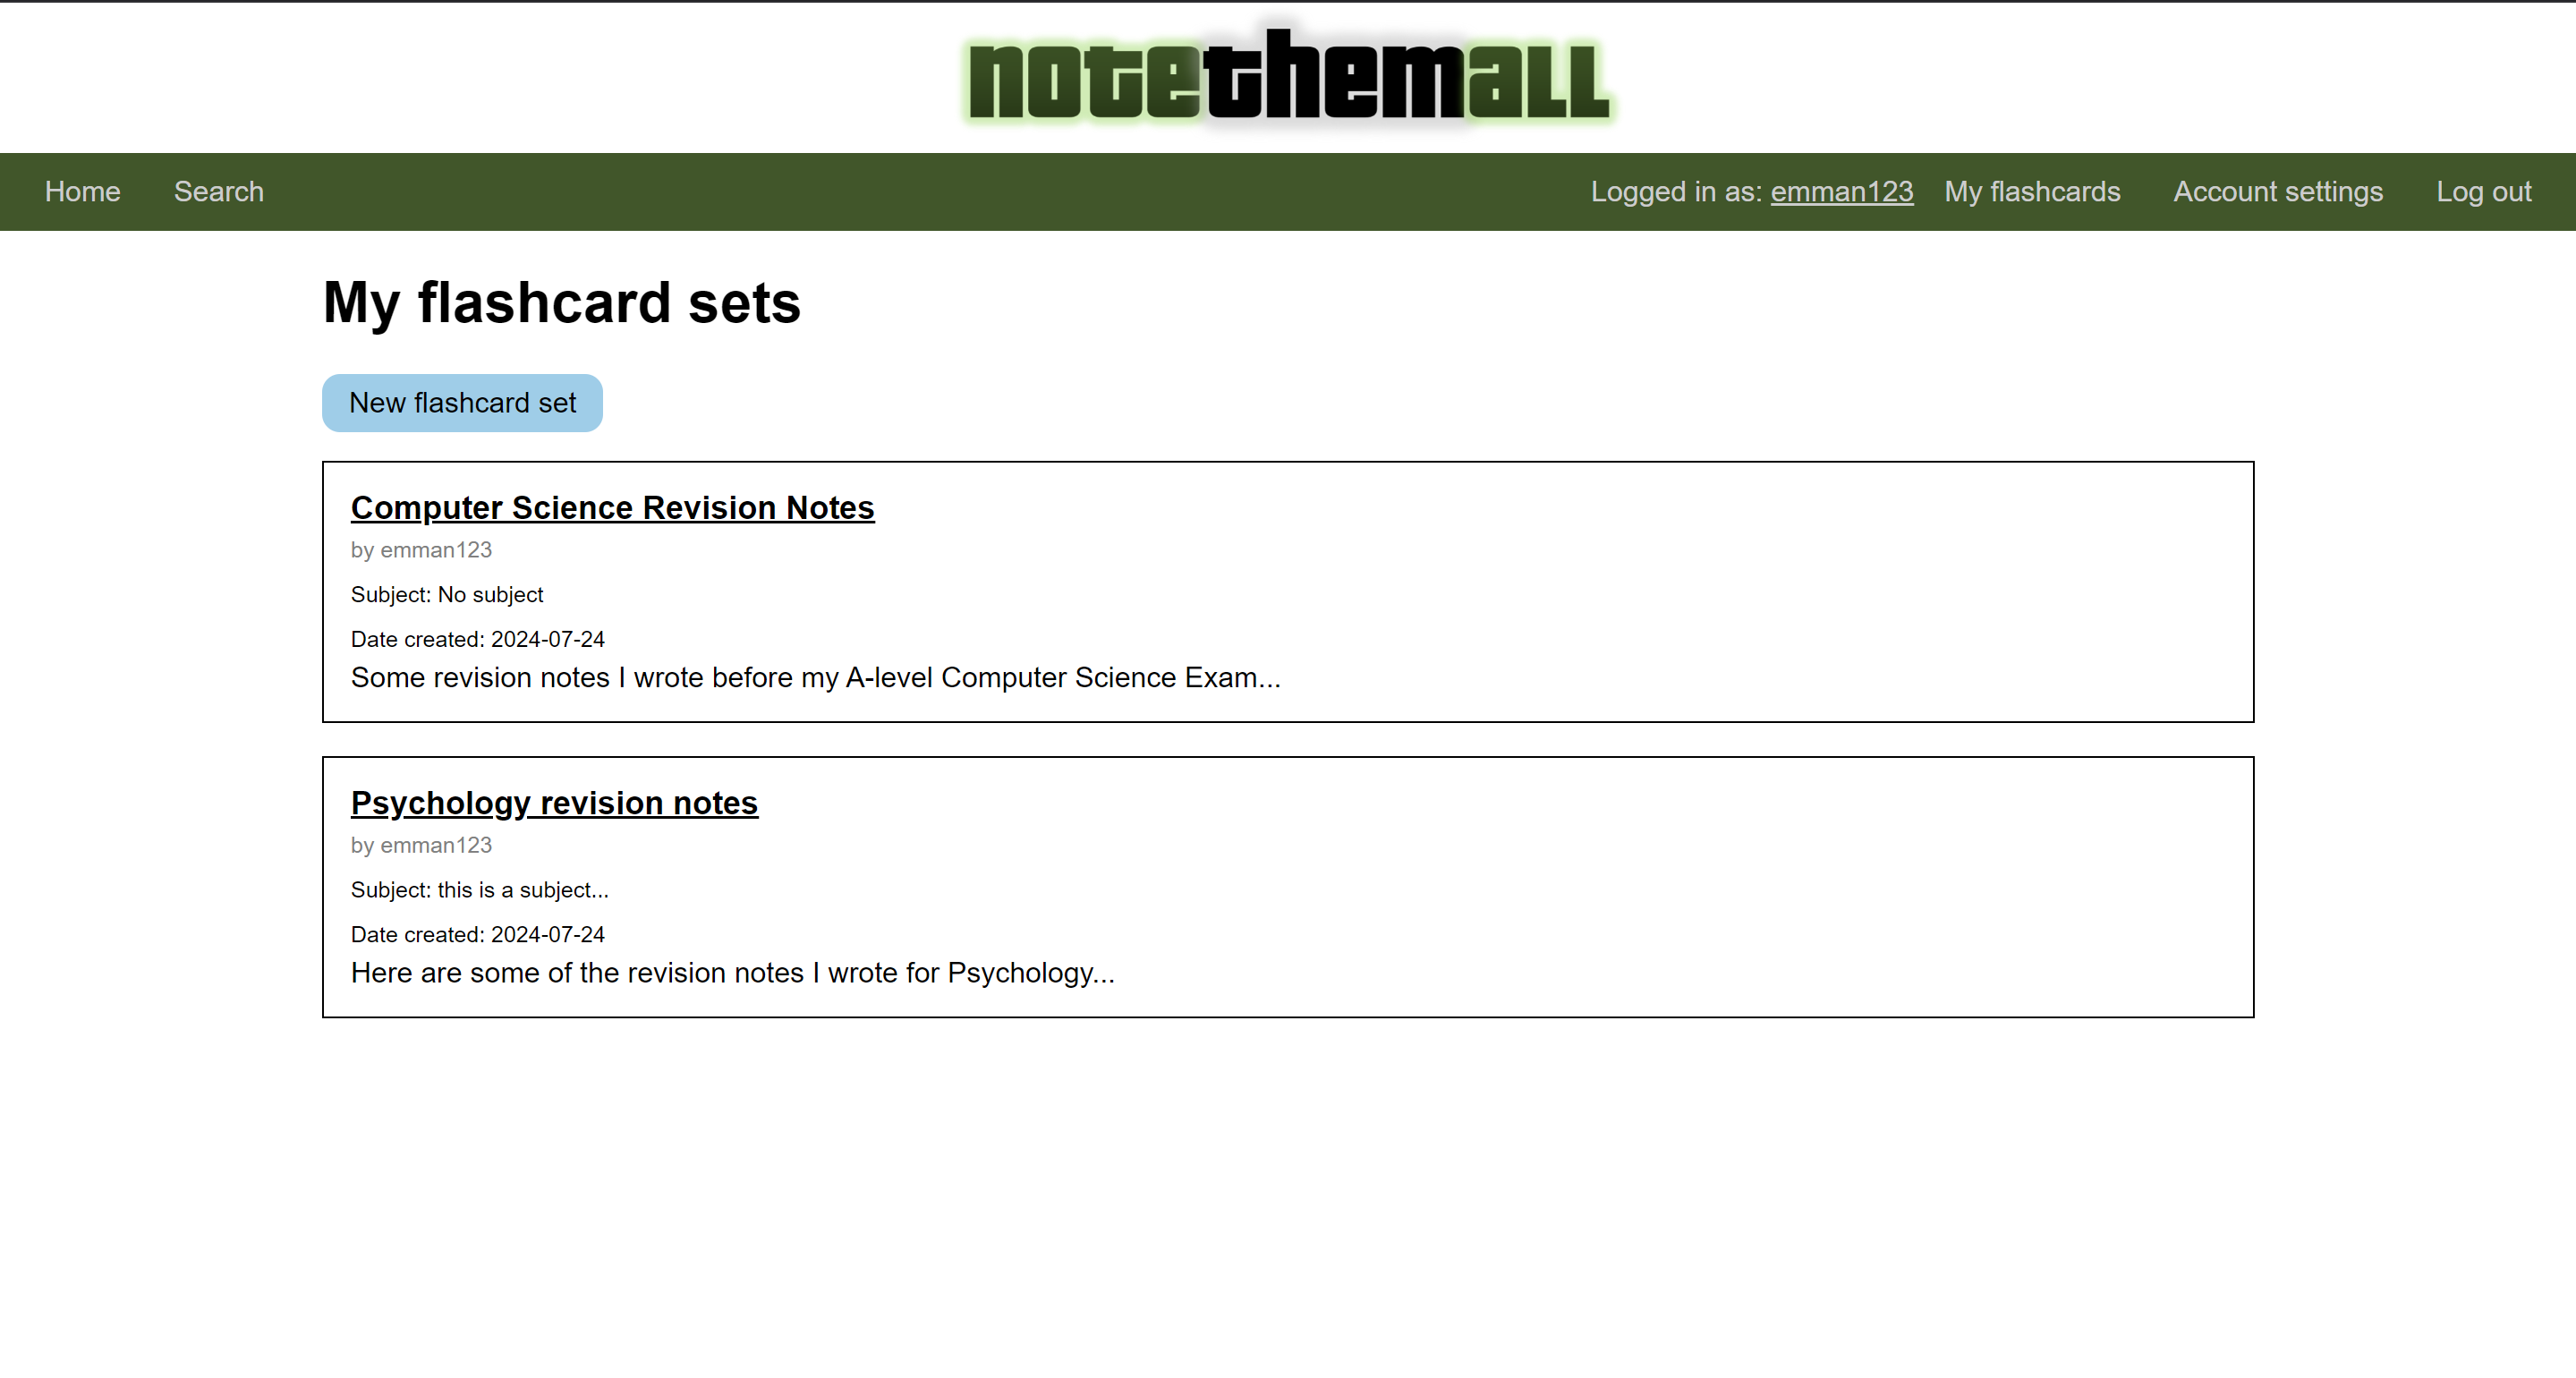 notethemall
Home Search Logged in as: emman123 My flashcards Account settings Log out
My flashcard sets
New flashcard set
Computer Science Revision Notes
by emman123
Subject: No subject
Date created: 2024-07-24
Some revision notes I wrote before my A-level Computer Science Exam...
Psychology revision notes
by emman123
Subject: this is a subject...
Date created: 2024-07-24
Here are some of the revision notes I wrote for Psychology...